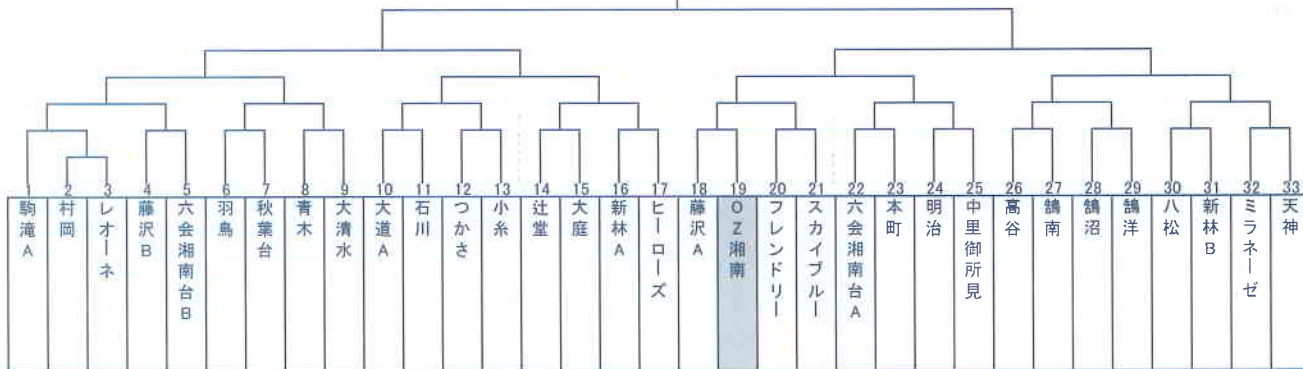 1 駒滝A
2 村岡
3 レオーネ
4 藤沢B
5 六会湘南台B
6 羽鳥
7 秋葉台
8 青木
9 大清水
10 大道A
11 石川
12 つかさ
13 小糸
14 辻堂
15 大庭
16 新林A
17 ヒーローズ
18 藤沢A
19 OZ湘南
20 フレンドリー
21 スカイブルー
22 六会湘南台A
23 本町
24 明治
25 中里御所見
26 高谷
27 鵠南
28 鵠沼
29 鵠洋
30 八松
31 新林B
32 ミラネーゼ
33 天神